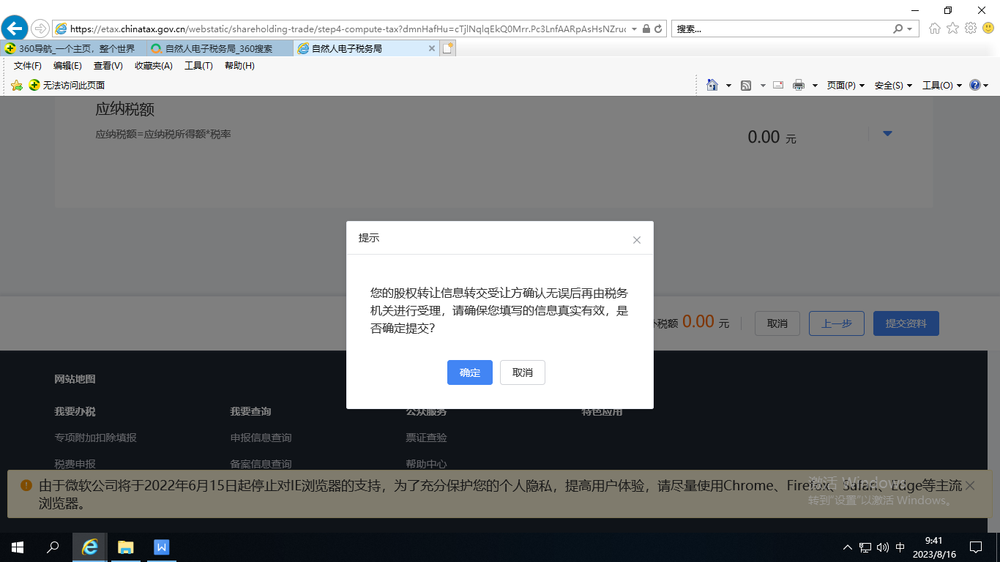 https://etax.chinatax.gov.cn/webstatic/shareholding-trade/step4-compute-tax?dmnHafHu=cTjlNqlqEkQ0Mrr.Pc3LnfAARpAsHsNZruc
搜索...
360导航_一个主页，整个世界
自然人电子税务局_360搜索
自然人电子税务局
文件(F) 编辑(E) 查看(V) 收藏夹(A) 工具(T) 帮助(H)
无法访问此页面
页面(P) 安全(S) 工具(O)
应纳税额
应纳税额=应纳税所得额*税率
0.00 元
提示
您的股权转让信息转交受让方确认无误后再由税务
机关进行受理，请确保您填写的信息真实有效，是
否确定提交？
确定 取消
税额 0.00 元
取消 上一步 提交资料
网站地图
我要办税 我要查询 公众服务 特色应用
专项附加扣除填报 申报信息查询 票证查验
税费申报 备案信息查询 帮助中心
由于微软公司将于2022年6月15日起停止对IE浏览器的支持，为了充分保护您的个人隐私，提高用户体验，请尽量使用Chrome、Firefox、Safari、Edge等主流
浏览器。
激活 Windows
转到"设置"以激活 Windows。
中
9:41
2023/8/16